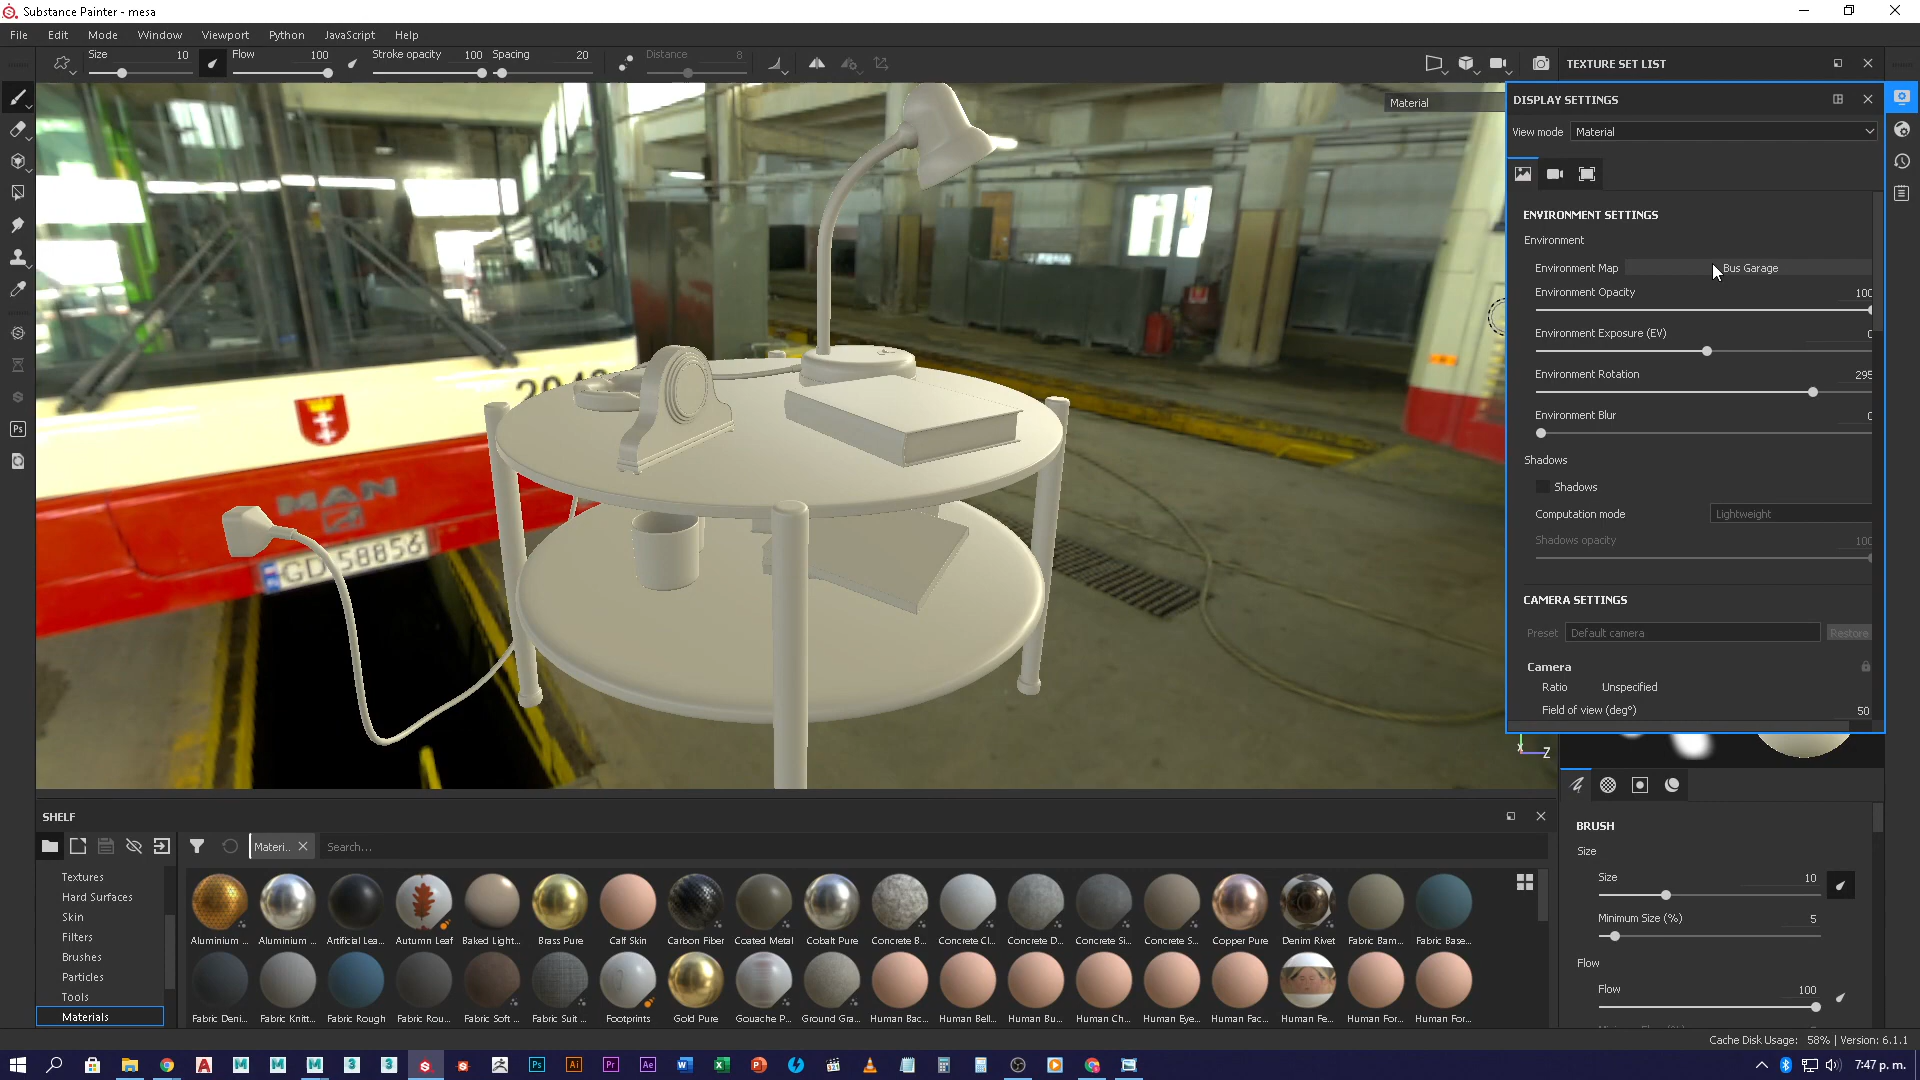 Substance Painter - mesa
File Edit Mode Window Viewport Python JavaScript Help
Size 10 Flow 100 Stroke opacity 100 Spacing 20 Distance 8
TEXTURE SET LIST
Material
DISPLAY SETTINGS
View mode Material
ENVIRONMENT SETTINGS
Environment
Environment Map Bus Garage
Environment Opacity 100
Environment Exposure (EV) 0
Environment Rotation 295
Environment Blur 0
Shadows
Shadows
Computation mode Lightweight
Shadows opacity 100
CAMERA SETTINGS
Preset Default camera Restore
Camera
Ratio Unspecified
Field of view (deg°) 50
MAN
GD 58856
X Z
BRUSH
Size
Size 10
Minimum Size (%) 5
Flow
Flow 100
SHELF
Materi.. Search...
Textures
Hard Surfaces
Skin
Filters
Brushes
Particles
Tools
Materials
Aluminium ... Aluminium ... Artificial Lea... Autumn Leaf Baked Light... Brass Pure Calf Skin Carbon Fiber Coated Metal Cobalt Pure Concrete B... Concrete Cl... Concrete D... Concrete Si... Concrete S... Copper Pure Denim Rivet Fabric Bam... Fabric Base...
Fabric Deni... Fabric Knitt... Fabric Rough Fabric Rou... Fabric Soft ... Fabric Suit ... Footprints Gold Pure Gouache P... Ground Gra... Human Bac... Human Bell... Human Bu... Human Ch... Human Eye... Human Fac... Human Fe... Human For... Human For...
Cache Disk Usage: 58% | Version: 6.1.1
7:47 p. m.